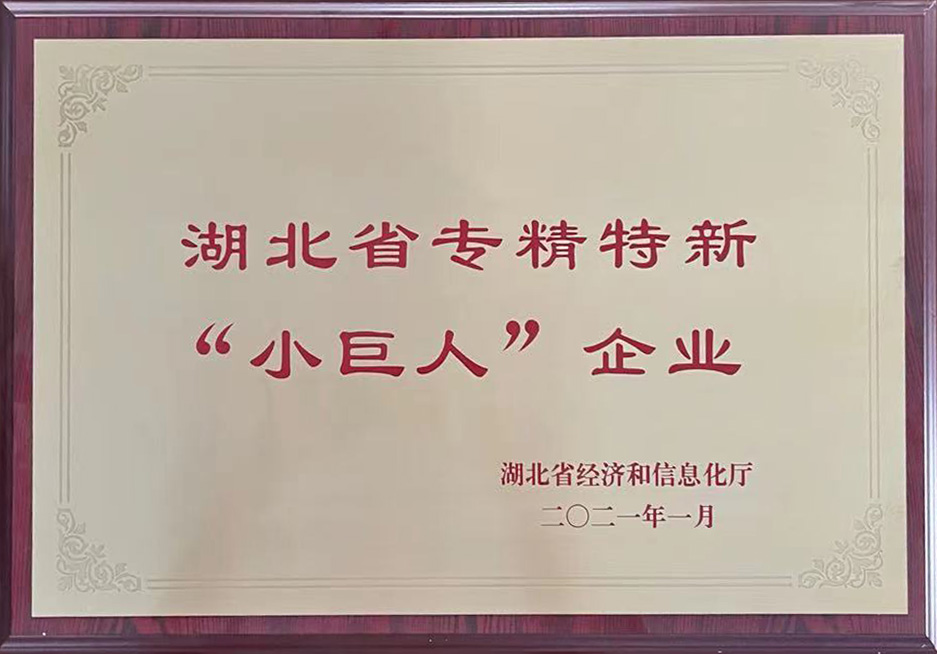 湖北省专精特新
“小巨人”企业
湖北省经济和信息化厅
二〇二一年一月